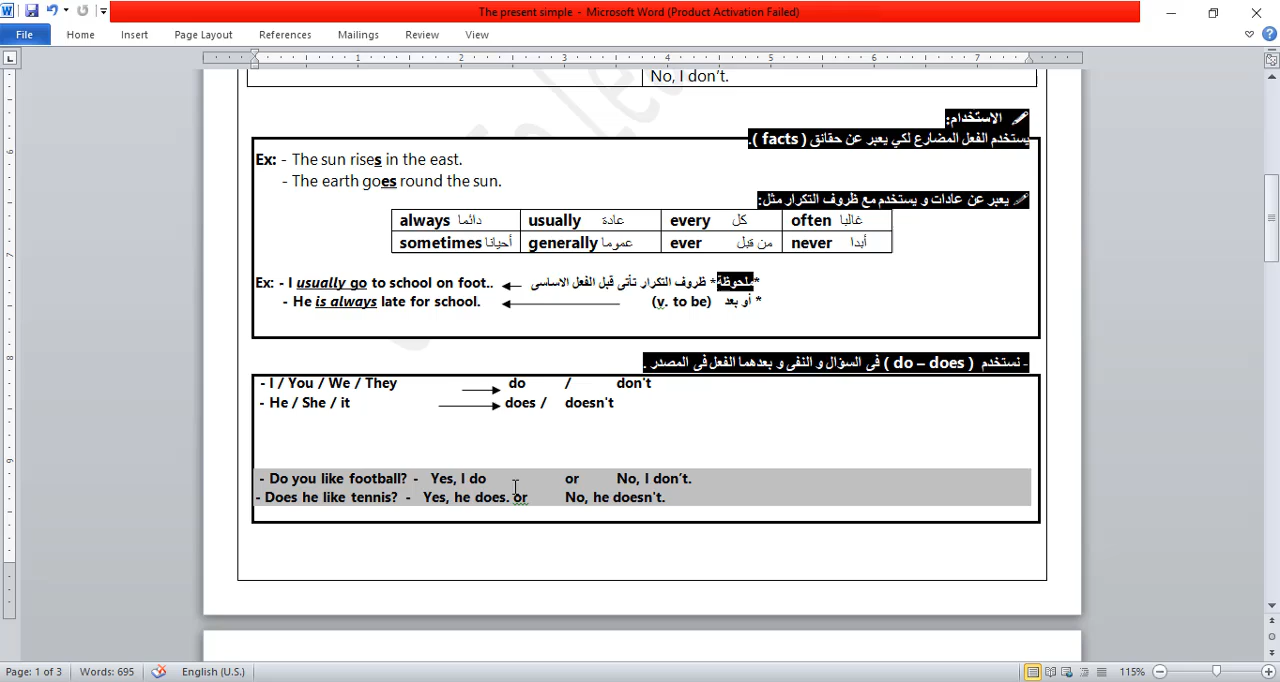 The present simple - Microsoft Word (Product Activation Failed)
File Home Insert Page Layout References Mailings Review View
1 2 3 4 5 6 7
No, I don't.
الاستخدام:
يستخدم الفعل المضارع لكي يعبر عن حقائق ( facts ).
Ex: - The sun rises in the east.
- The earth goes round the sun.
يعبر عن عادات و يستخدم مع ظروف التكرار مثل:
always دائما usually عادة every كل often غالبا
sometimes أحيانا generally عموما ever من قبل never أبدا
Ex: - I usually go to school on foot.. *ملحوظة* ظروف التكرار تأتى قبل الفعل الاساسى
- He is always late for school. * أو بعد (v. to be)
- نستخدم ( do – does ) فى السؤال و النفى و بعدهما الفعل فى المصدر .
- I / You / We / They do / don't
- He / She / it does / doesn't
- Do you like football? - Yes, I do or No, I don't.
- Does he like tennis? - Yes, he does. or No, he doesn't.
Page: 1 of 3 Words: 695 English (U.S.) 115%